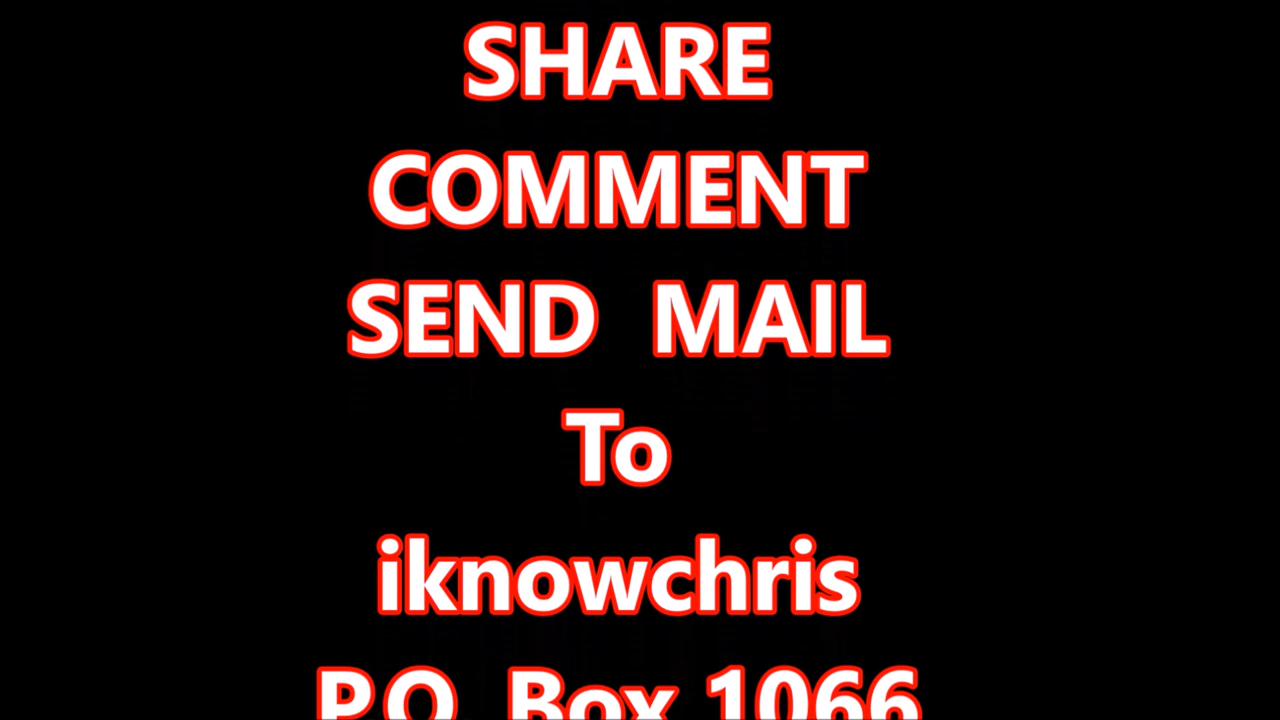 SHARE
COMMENT
SEND MAIL
To
iknowchris
P.O. Box 1066